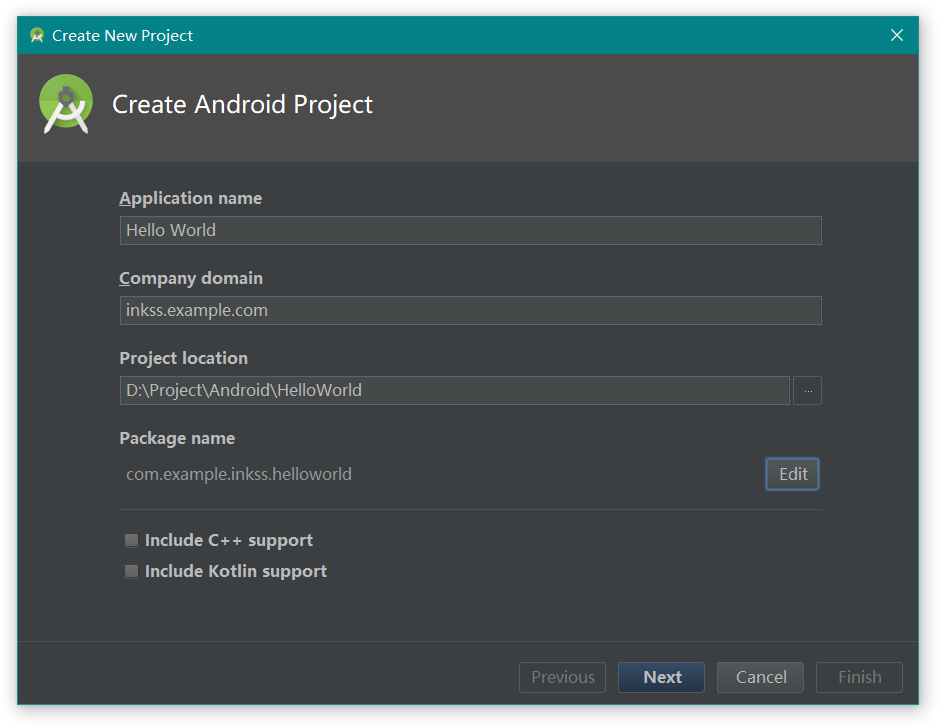 Create New Project
Create Android Project
Application name
Hello World
Company domain
inkss.example.com
Project location
D:\Project\Android\HelloWorld
...
Package name
com.example.inkss.helloworld
Edit
Include C++ support
Include Kotlin support
Previous Next Cancel Finish